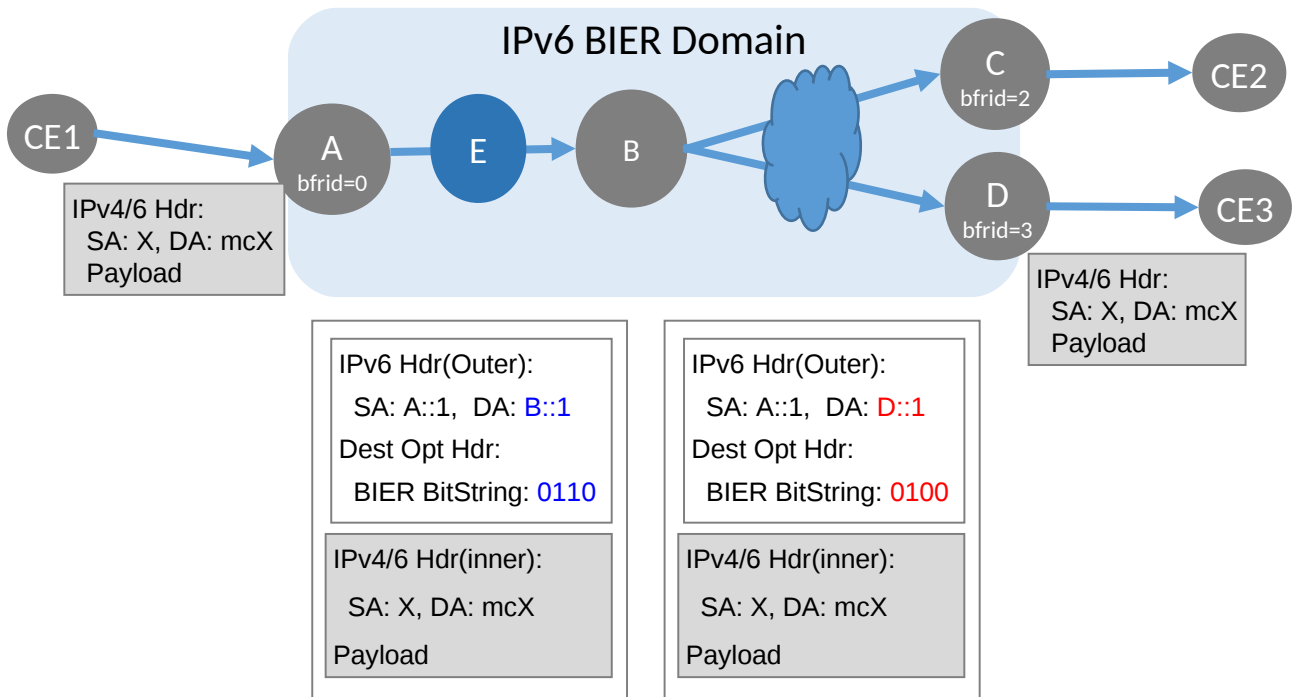 IPv6 BIER Domain
CE1
A
bfrid=0
E
B
C
bfrid=2
D
bfrid=3
CE2
CE3
IPv4/6 Hdr:
SA: X, DA: mcX
Payload
IPv4/6 Hdr:
SA: X, DA: mcX
Payload
IPv6 Hdr(Outer):
SA: A::1, DA: B::1
Dest Opt Hdr:
BIER BitString: 0110
IPv4/6 Hdr(inner):
SA: X, DA: mcX
Payload
IPv6 Hdr(Outer):
SA: A::1, DA: D::1
Dest Opt Hdr:
BIER BitString: 0100
IPv4/6 Hdr(inner):
SA: X, DA: mcX
Payload